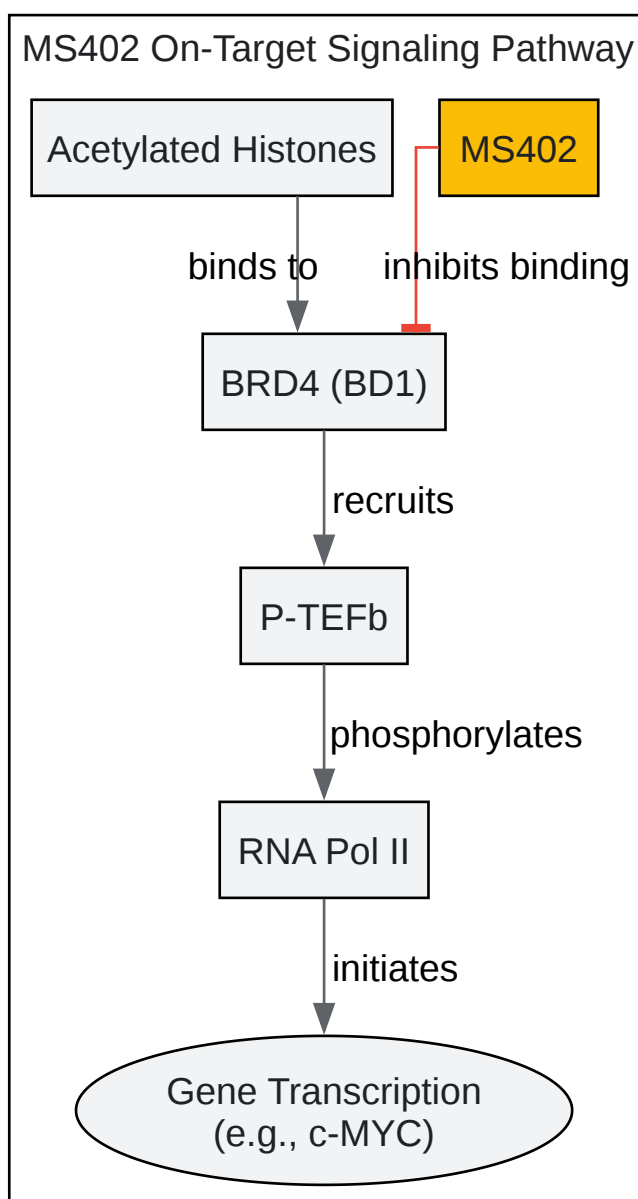 MS402 On-Target Signaling Pathway
Acetylated Histones
MS402
binds to
inhibits binding
BRD4 (BD1)
recruits
P-TEFb
phosphorylates
RNA Pol II
initiates
Gene Transcription
(e.g., c-MYC)